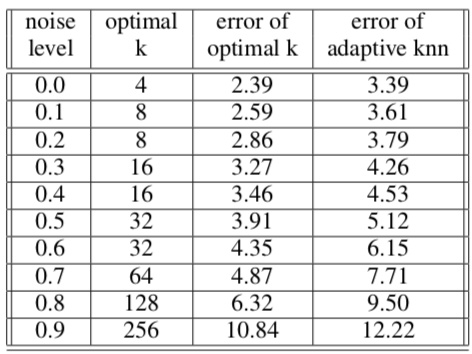 noise optimal error of error of
level k optimal k adaptive knn
0.0 4 2.39 3.39
0.1 8 2.59 3.61
0.2 8 2.86 3.79
0.3 16 3.27 4.26
0.4 16 3.46 4.53
0.5 32 3.91 5.12
0.6 32 4.35 6.15
0.7 64 4.87 7.71
0.8 128 6.32 9.50
0.9 256 10.84 12.22